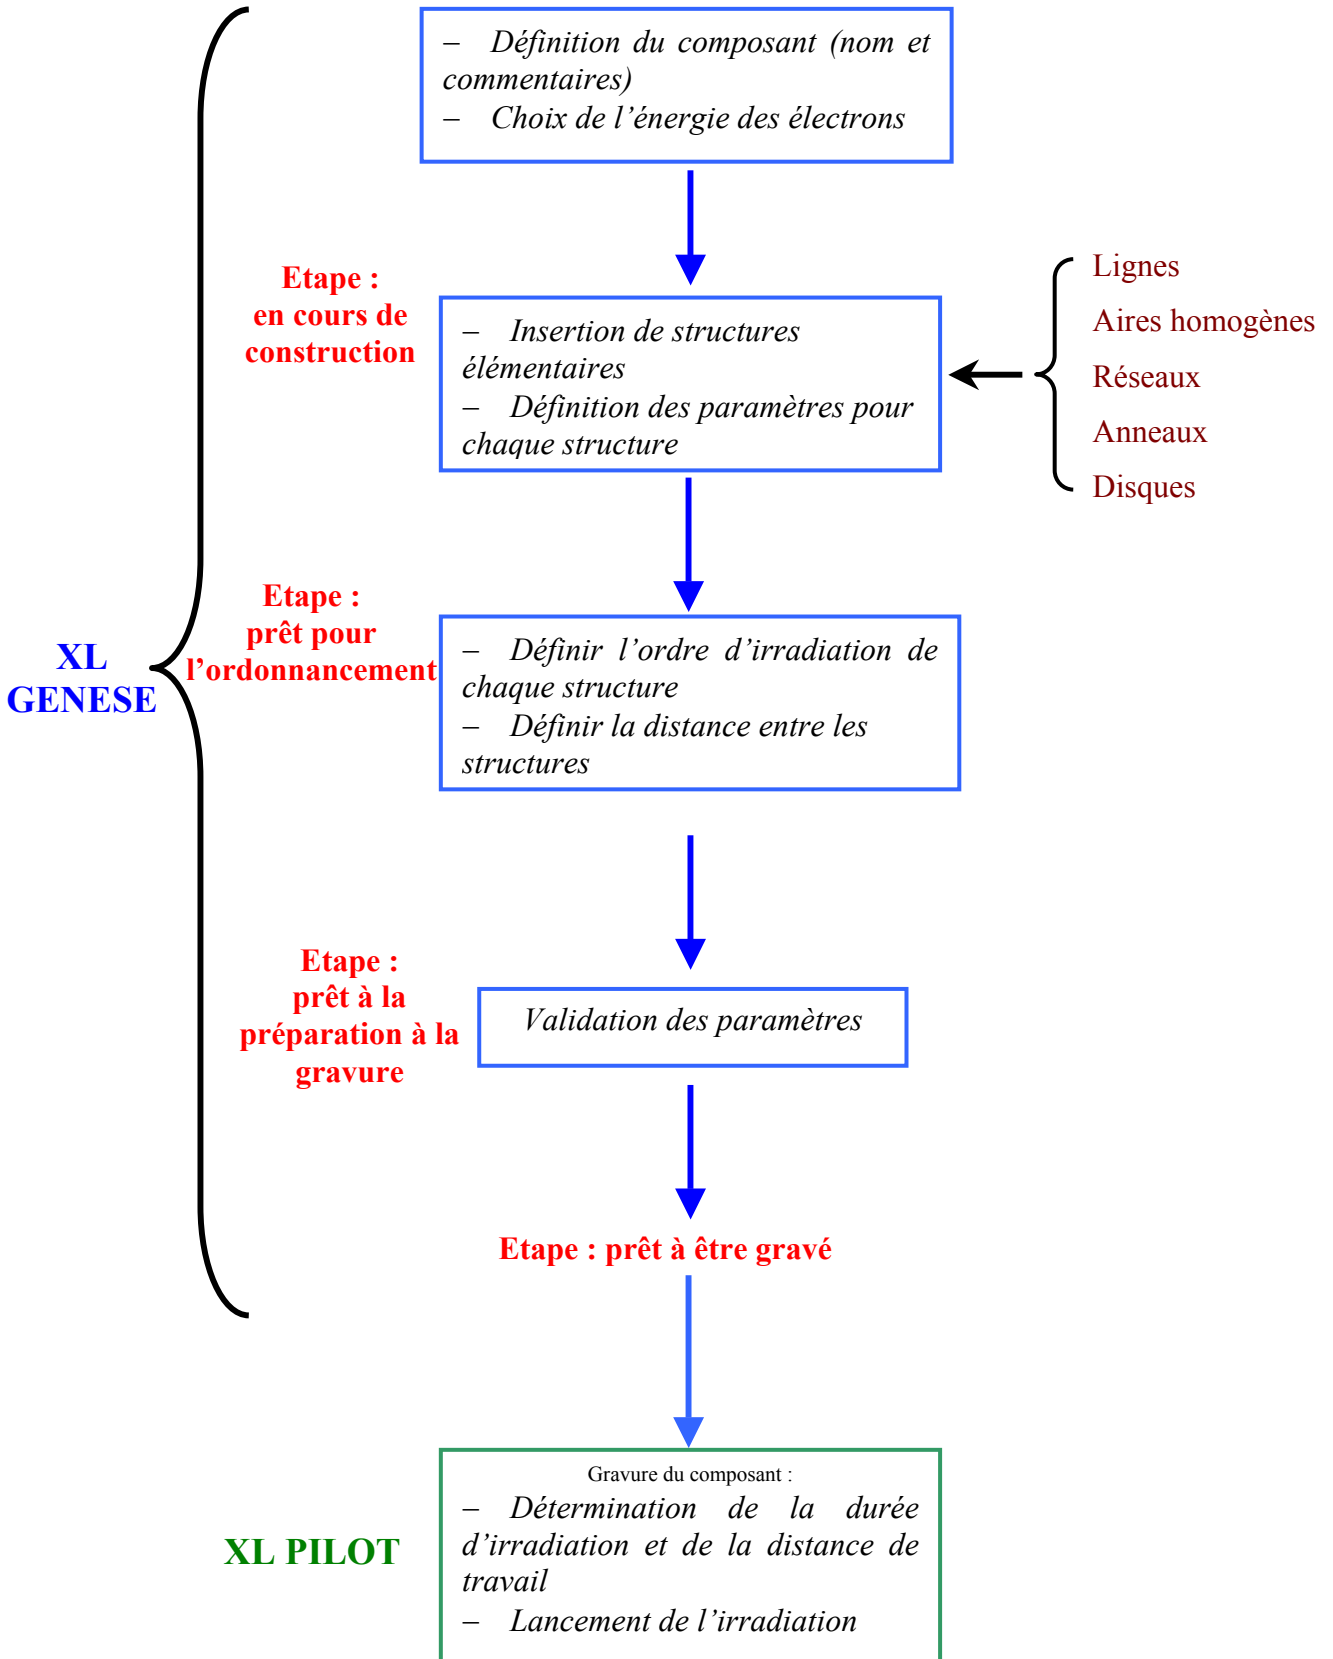 – Définition du composant (nom et
commentaires)
– Choix de l’énergie des électrons
Etape :
en cours de
construction
– Insertion de structures
élémentaires
– Définition des paramètres pour
chaque structure
Lignes
Aires homogènes
Réseaux
Anneaux
Disques
Etape :
prêt pour
l’ordonnancement
XL
GENESE
– Définir l’ordre d’irradiation de
chaque structure
– Définir la distance entre les
structures
Etape :
prêt à la
préparation à la
gravure
Validation des paramètres
Etape : prêt à être gravé
XL PILOT
Gravure du composant :
– Détermination de la durée
d’irradiation et de la distance de
travail
– Lancement de l’irradiation